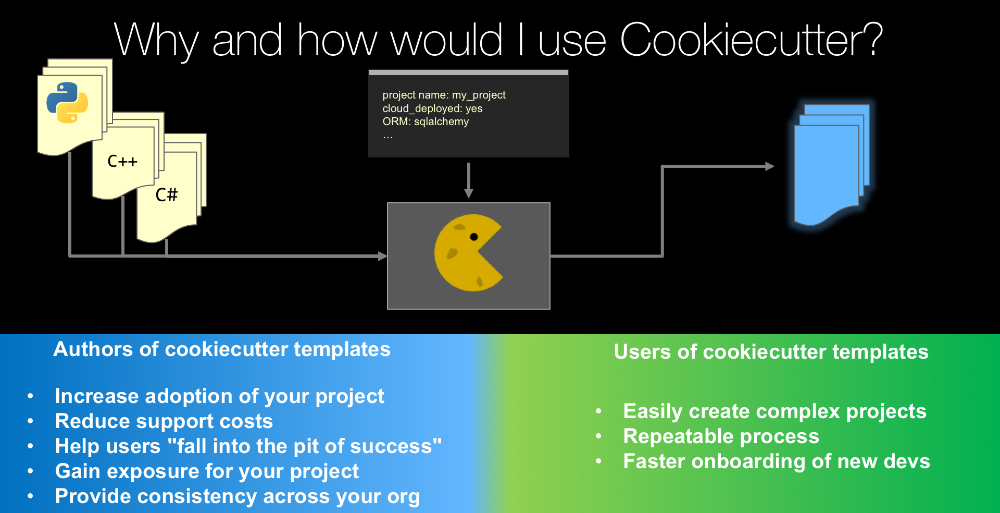 Why and how would I use Cookiecutter?
project name: my_project
cloud_deployed: yes
ORM: sqlalchemy
...
C++
C#
Authors of cookiecutter templates
• Increase adoption of your project
• Reduce support costs
• Help users "fall into the pit of success"
• Gain exposure for your project
• Provide consistency across your org
Users of cookiecutter templates
• Easily create complex projects
• Repeatable process
• Faster onboarding of new devs